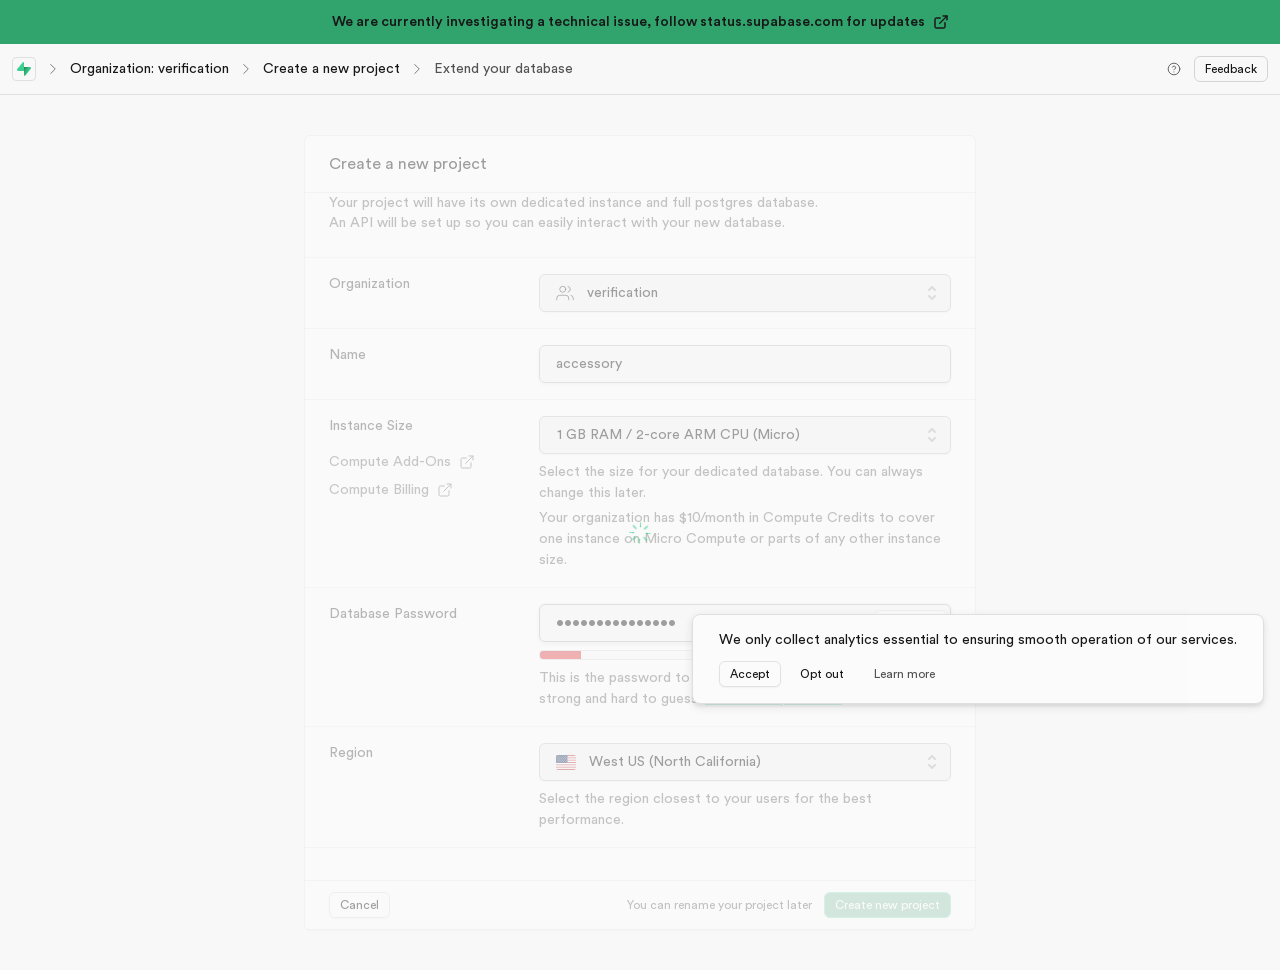 We are currently investigating a technical issue, follow status.supabase.com for updates
Organization: verification
Create a new project
Extend your database
Feedback
Create a new project
Your project will have its own dedicated instance and full postgres database.
An API will be set up so you can easily interact with your new database.
Organization
verification
Name
accessory
Instance Size
1 GB RAM / 2-core ARM CPU (Micro)
Compute Add-Ons
Compute Billing
Select the size for your dedicated database. You can always
change this later.
Your organization has $10/month in Compute Credits to cover
one instance on Micro Compute or parts of any other instance
size.
Database Password
This is the password to
strong and hard to guess
We only collect analytics essential to ensuring smooth operation of our services.
Accept
Opt out
Learn more
Region
West US (North California)
Select the region closest to your users for the best
performance.
Cancel
You can rename your project later
Create new project